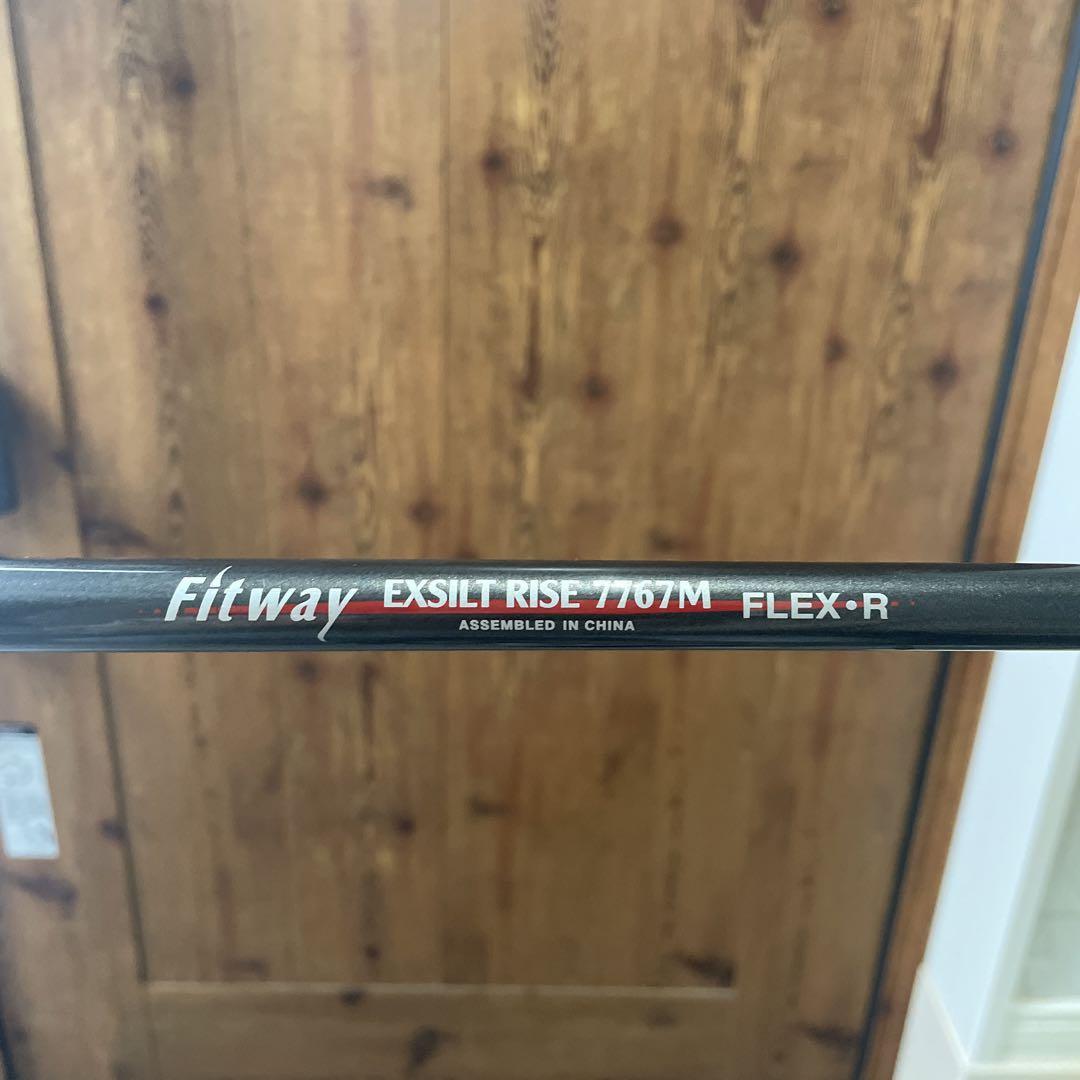 Fitway EXSILT RISE 7767M FLEX•R
ASSEMBLED IN CHINA